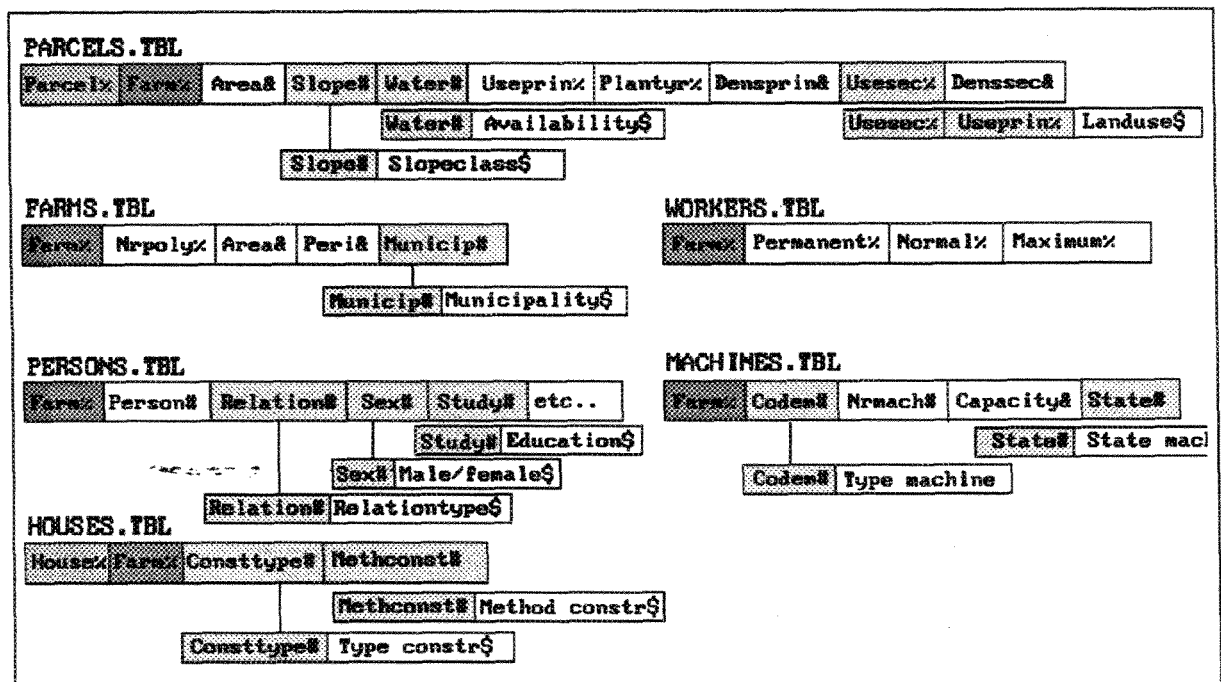 PARCELS.TBL
Parcel% Farm% Area& Slope# Water# Useprin% Plantyr% Densprin& Usesec% Denssec&
Water# Availability$ Usesec% Useprin% Landuse$
Slope# Slopeclass$
FARMS.TBL WORKERS.TBL
Farm% Nrpoly% Area& Peri& Municip# Farm% Permanent% Normal% Maximum%
Municip# Municipality$
PERSONS.TBL MACHINES.TBL
Farm% Person# Relation# Sex# Study# etc.. Farm% Codem# Nrmach# Capacity& State#
Study# Education$ State# State mac
Sex# Male/female$ Codem# Type machine
Relation# Relationtype$
HOUSES.TBL
House% Farm% Consttype# Methconst#
Methconst# Method constr$
Consttype# Type constr$